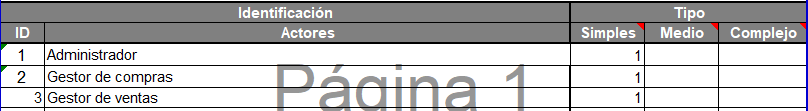 Identificación Tipo
ID Actores Simples Medio Complejo
1 Administrador 1
2 Gestor de compras 1
3 Gestor de ventas 1
Página 1